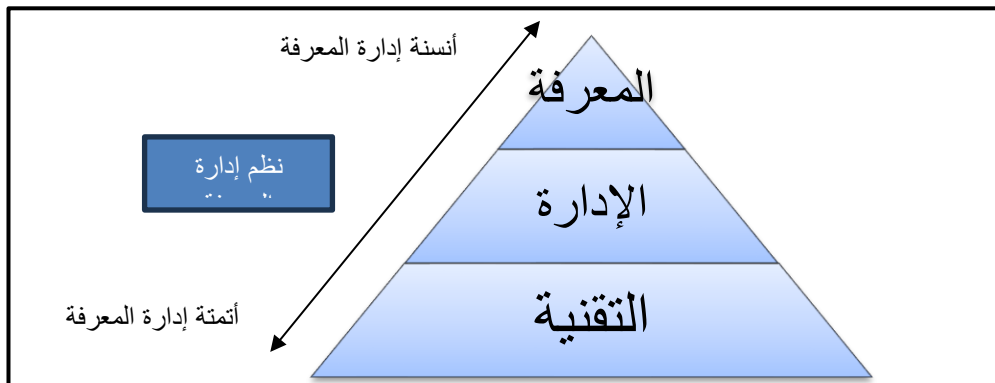 أنسنة إدارة المعرفة
المعرفة
نظم إدارة
الإدارة
التقنية
أتمتة إدارة المعرفة